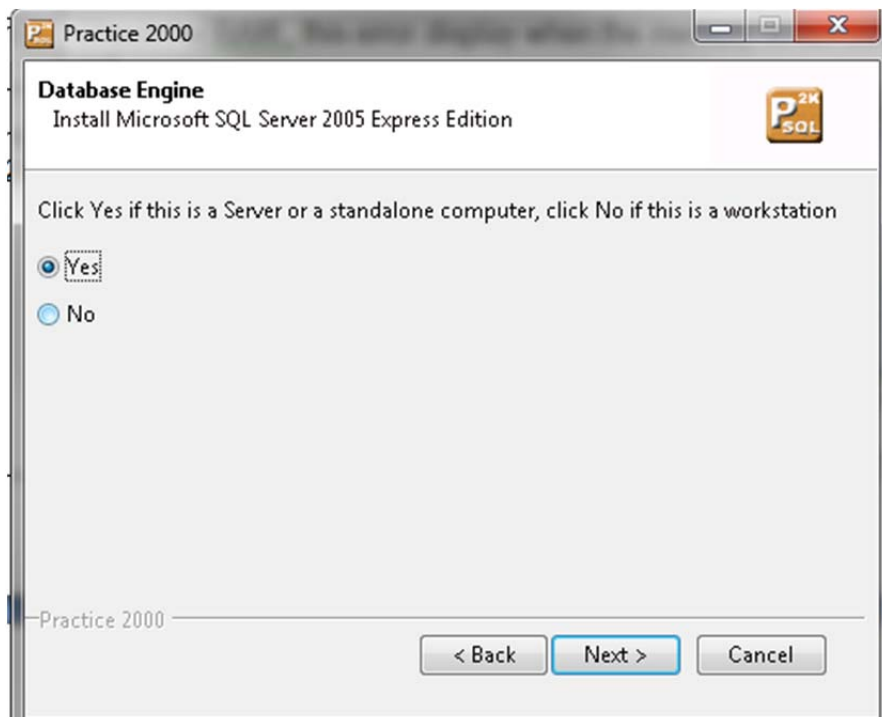 Practice 2000
Database Engine
Install Microsoft SQL Server 2005 Express Edition
P2K
SQL
Click Yes if this is a Server or a standalone computer, click No if this is a workstation
Yes
No
Practice 2000
< Back
Next >
Cancel